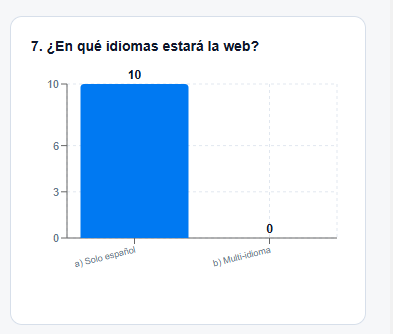 7. ¿En qué idiomas estará la web?
10
10
6
3
0
0
a) Solo español
b) Multi-idioma